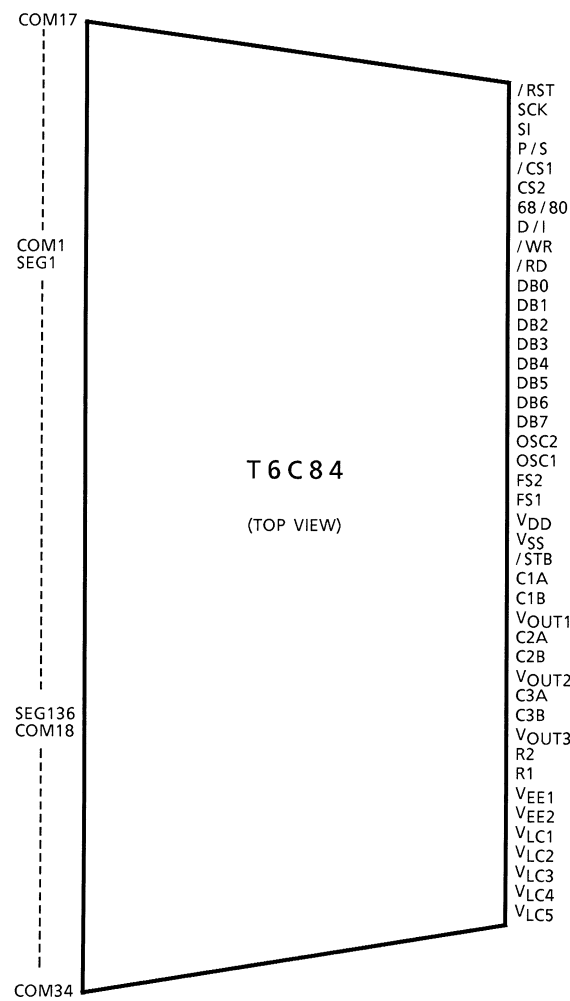 COM17
COM1
SEG1
SEG136
COM18
COM34
T6C84
(TOP VIEW)
/RST
SCK
SI
P/S
/CS1
CS2
68/80
D/I
/WR
/RD
DB0
DB1
DB2
DB3
DB4
DB5
DB6
DB7
OSC2
OSC1
FS2
FS1
VDD
VSS
/STB
C1A
C1B
VOUT1
C2A
C2B
VOUT2
C3A
C3B
VOUT3
R2
R1
VEE1
VEE2
VLC1
VLC2
VLC3
VLC4
VLC5